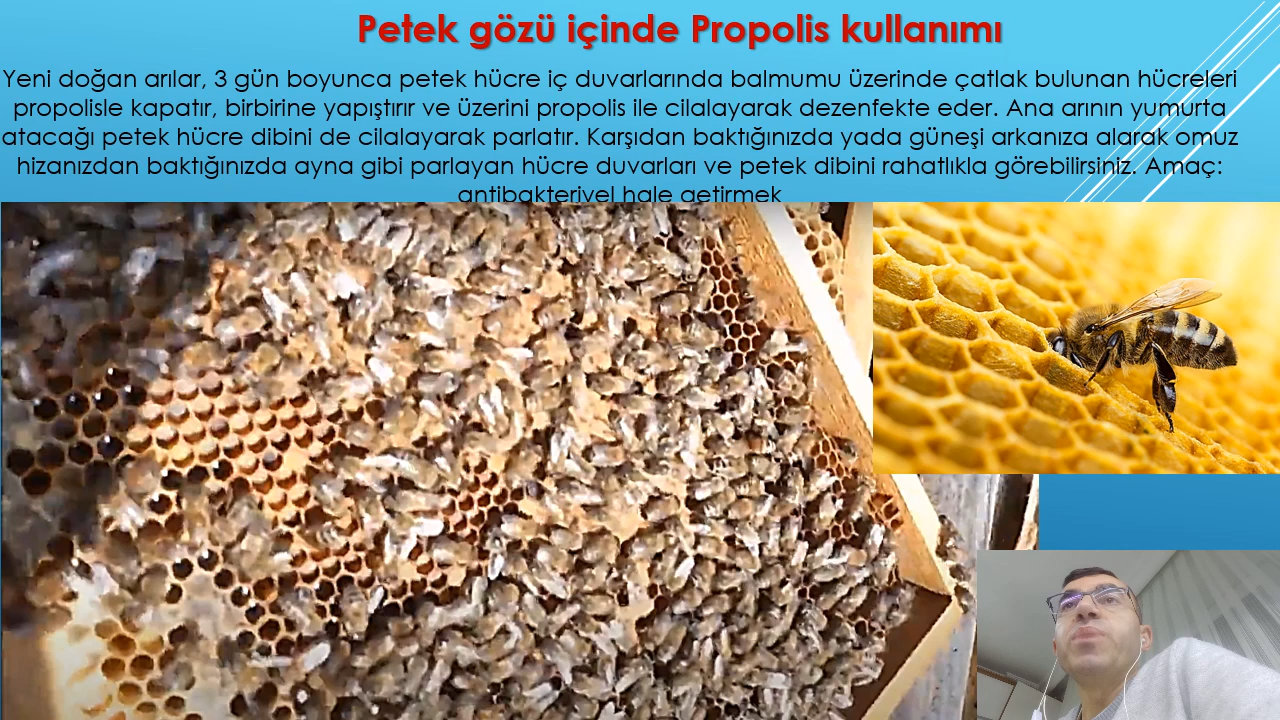 Petek gözü içinde Propolis kullanımı
Yeni doğan arılar, 3 gün boyunca petek hücre iç duvarlarında balmumu üzerinde çatlak bulunan hücreleri
propolisle kapatır, birbirine yapıştırır ve üzerini propolis ile cilalayarak dezenfekte eder. Ana arının yumurta
atacağı petek hücre dibini de cilalayarak parlatır. Karşıdan baktığınızda yada güneşi arkanıza alarak omuz
hizanızdan baktığınızda ayna gibi parlayan hücre duvarları ve petek dibini rahatlıkla görebilirsiniz. Amaç:
antibakteriyel hale getirmek